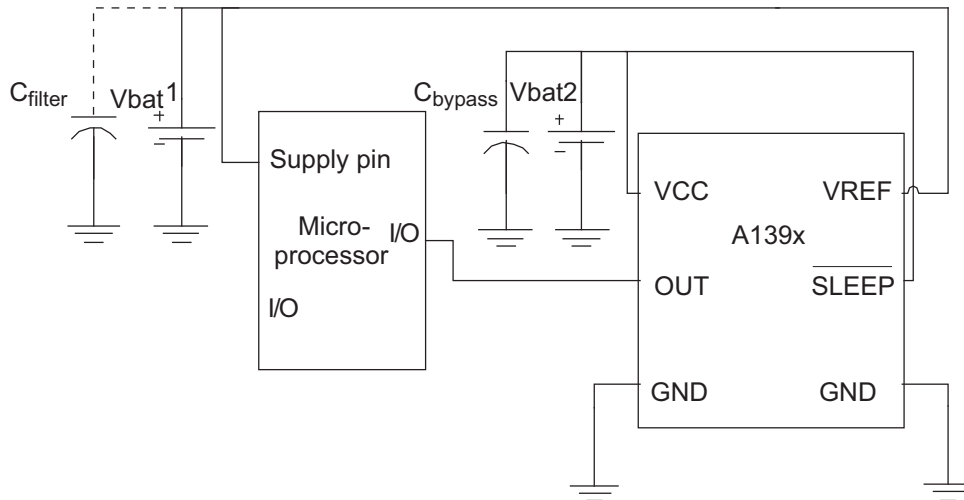 Cfilter Vbat1
+
–
Cbypass Vbat2
+
–
Supply pin
Micro-
processor
I/O
I/O
VCC VREF
A139x
OUT SLEEP
GND GND